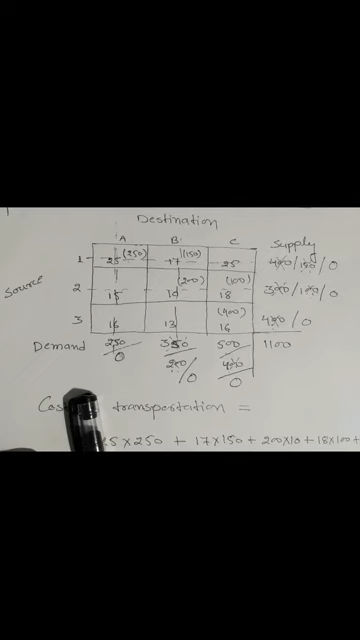 Destination
A B C Supply
1 25 (250) 17 (150) 25 400/150/0
Source
2 15 10 (200) 18 (100) 300/100/0
3 16 13 16 (400) 400/0
Demand 250 350 500 1100
0 200/0 400
0
transportation =
25×250 + 17×150 + 200×10 + 18×100 +